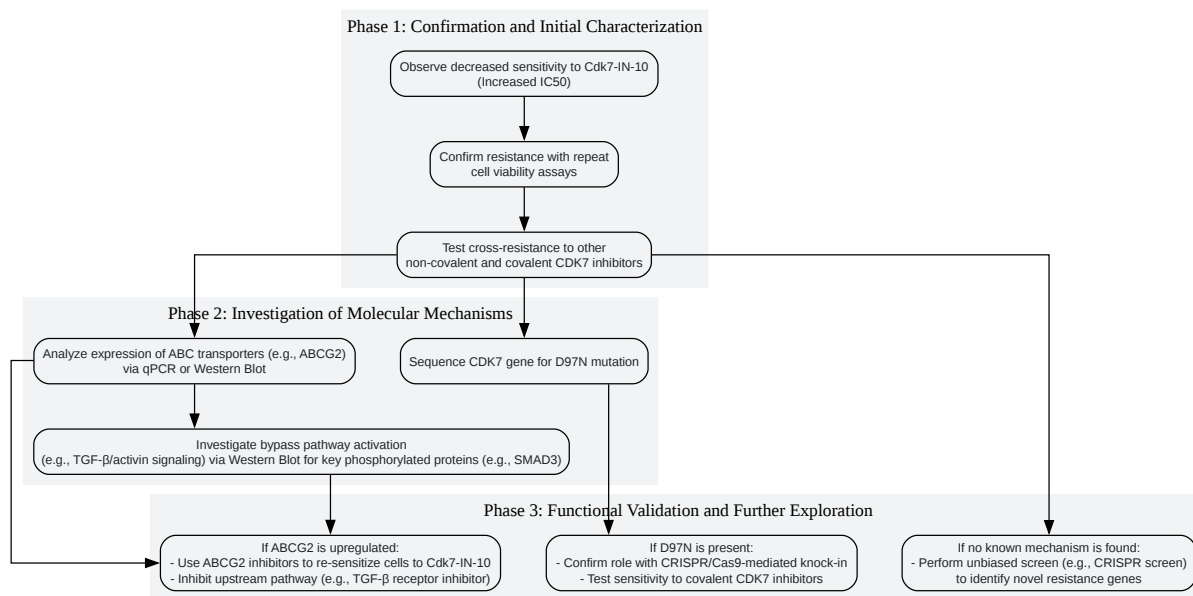 Phase 1: Confirmation and Initial Characterization
Observe decreased sensitivity to Cdk7-IN-10
(Increased IC50)
Confirm resistance with repeat
cell viability assays
Test cross-resistance to other
non-covalent and covalent CDK7 inhibitors
Phase 2: Investigation of Molecular Mechanisms
Analyze expression of ABC transporters (e.g., ABCG2)
via qPCR or Western Blot
Sequence CDK7 gene for D97N mutation
Investigate bypass pathway activation
(e.g., TGF-β/activin signaling) via Western Blot for key phosphorylated proteins (e.g., SMAD3)
Phase 3: Functional Validation and Further Exploration
If ABCG2 is upregulated:
- Use ABCG2 inhibitors to re-sensitize cells to Cdk7-IN-10
- Inhibit upstream pathway (e.g., TGF-β receptor inhibitor)
If D97N is present:
- Confirm role with CRISPR/Cas9-mediated knock-in
- Test sensitivity to covalent CDK7 inhibitors
If no known mechanism is found:
- Perform unbiased screen (e.g., CRISPR screen)
to identify novel resistance genes